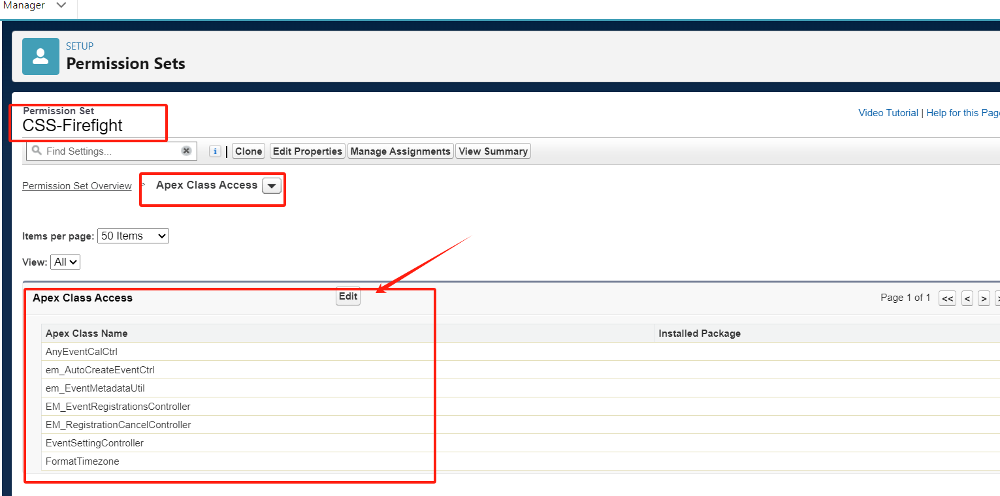 Manager
SETUP
Permission Sets
Permission Set
CSS-Firefight
Video Tutorial | Help for this Page
Find Settings...
i | Clone Edit Properties Manage Assignments View Summary
Permission Set Overview > Apex Class Access
Items per page: 50 Items
View: All
Apex Class Access Edit Page 1 of 1 << < > >
Apex Class Name Installed Package
AnyEventCalCtrl
em_AutoCreateEventCtrl
em_EventMetadataUtil
EM_EventRegistrationsController
EM_RegistrationCancelController
EventSettingController
FormatTimezone